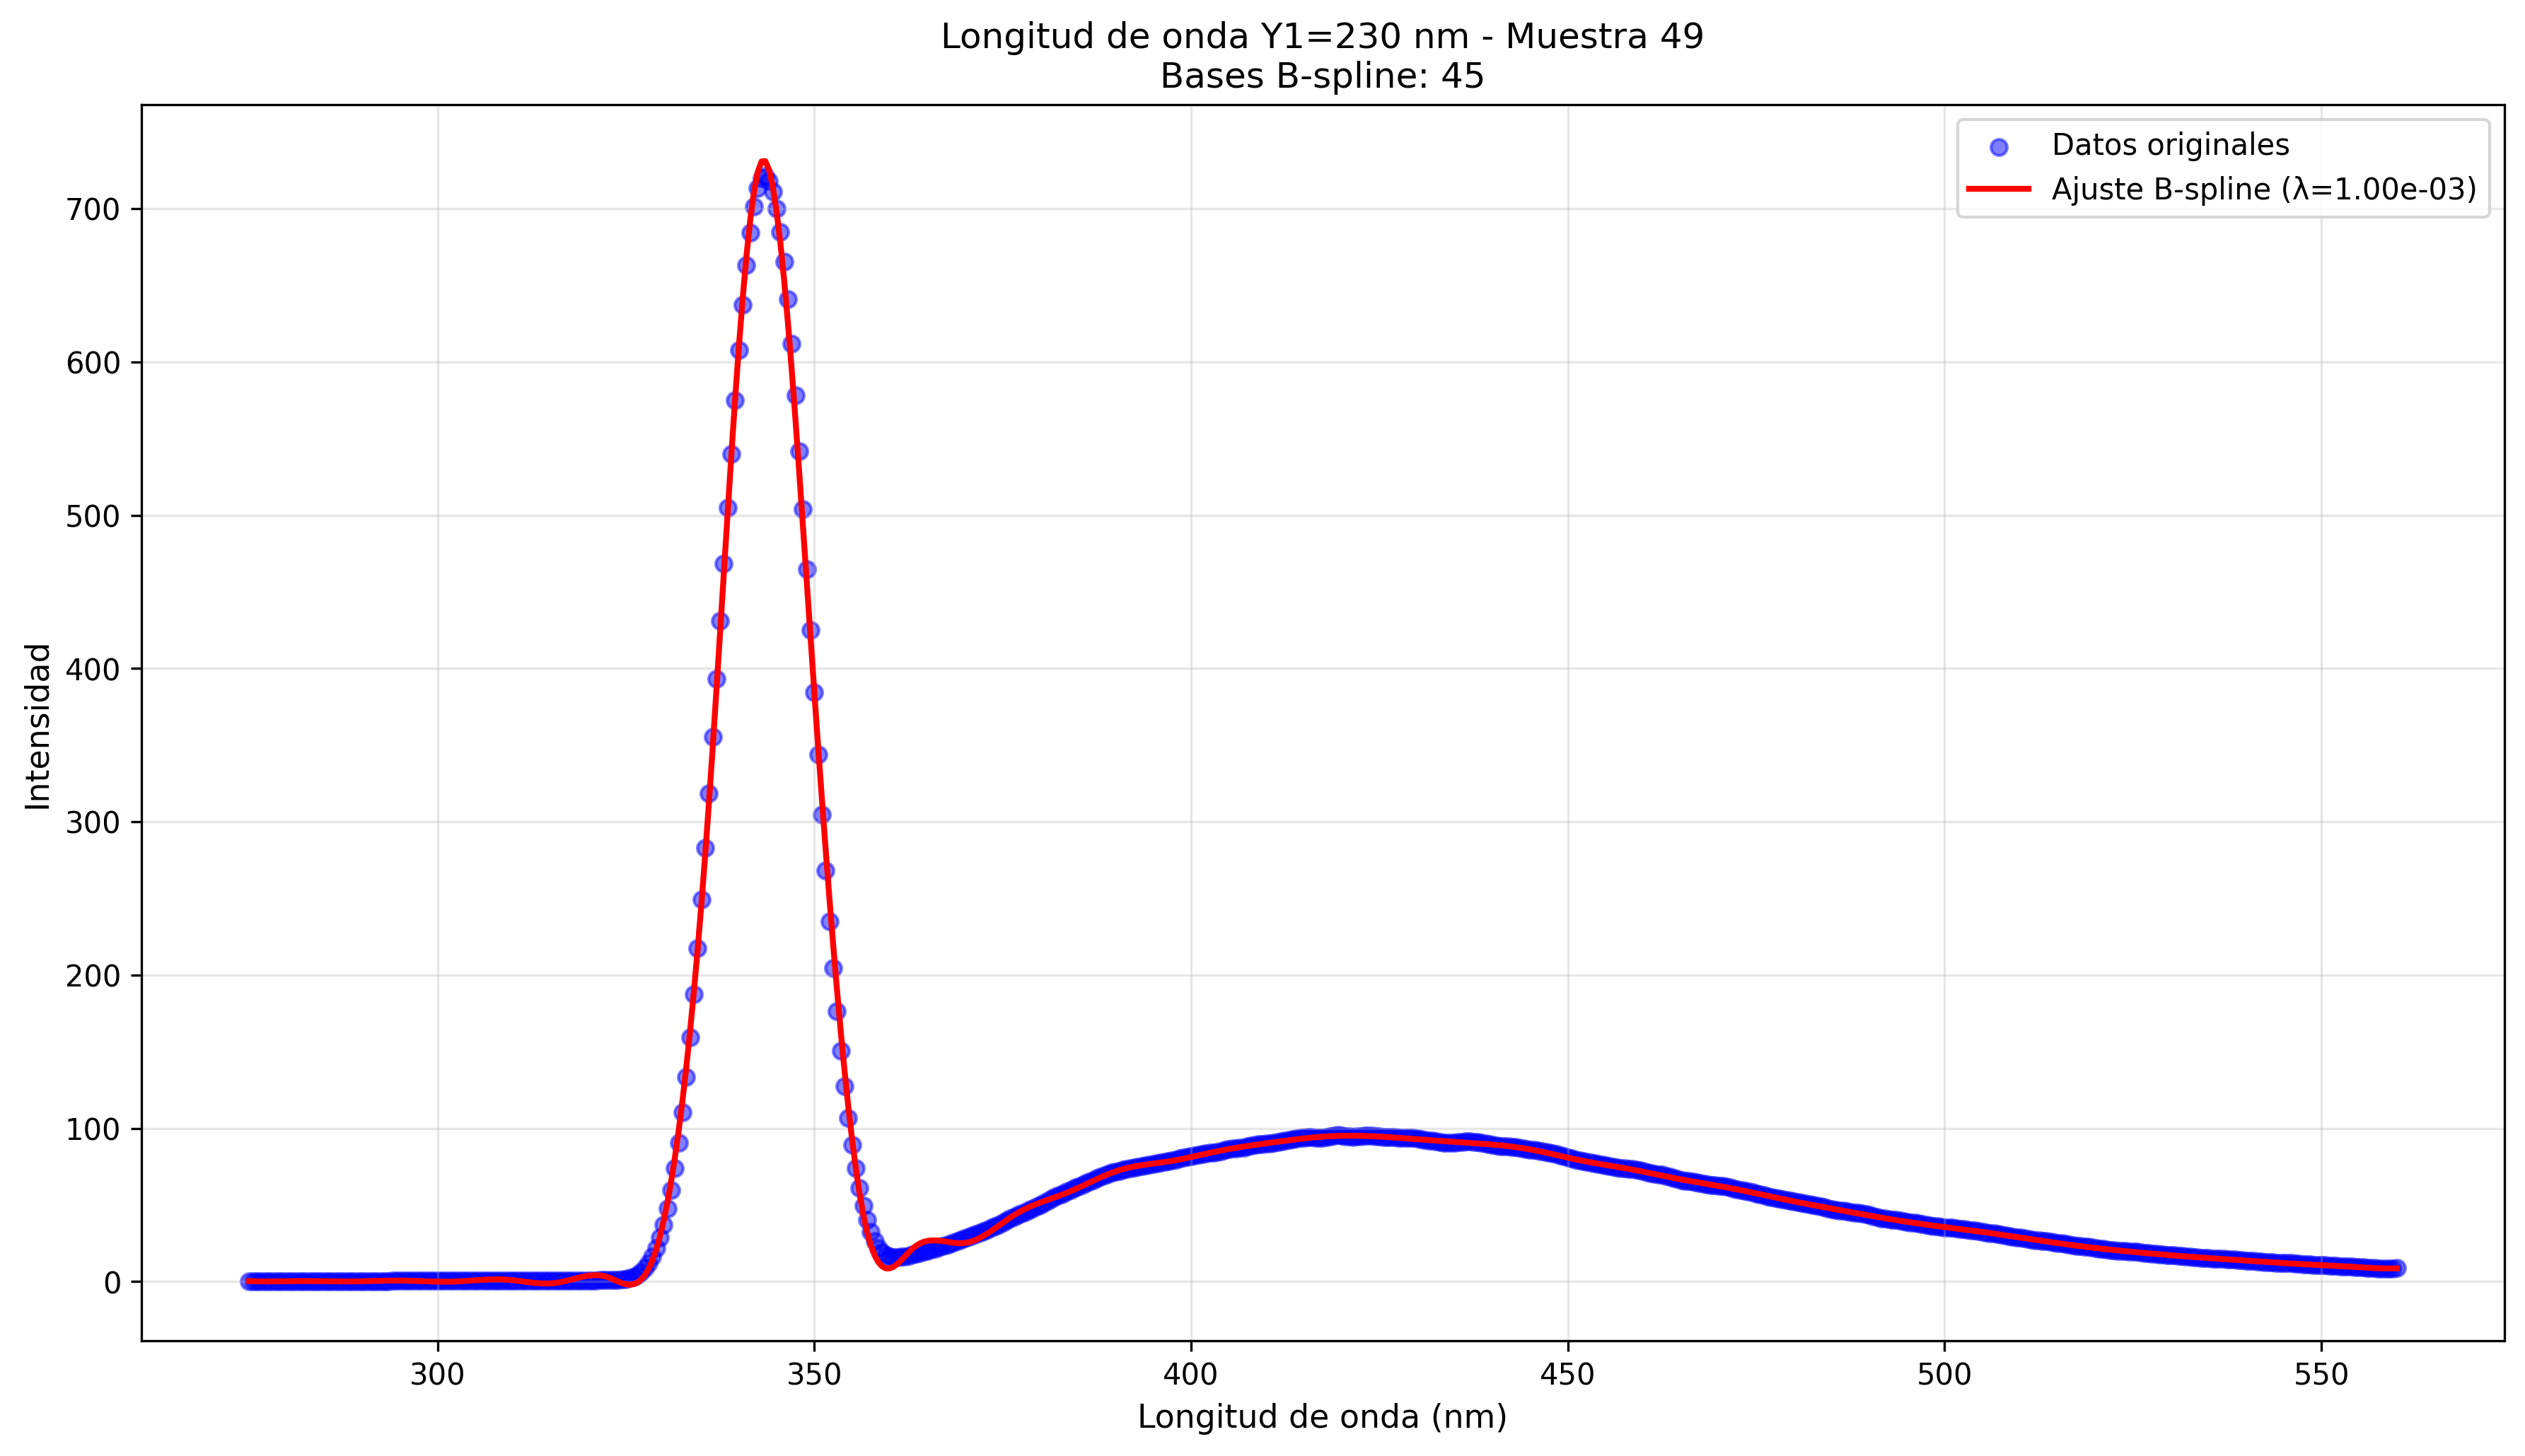 Longitud de onda Y1=230 nm - Muestra 49
Bases B-spline: 45
Datos originales
Ajuste B-spline (λ=1.00e-03)
Intensidad
700
600
500
400
300
200
100
0
300
350
400
450
500
550
Longitud de onda (nm)